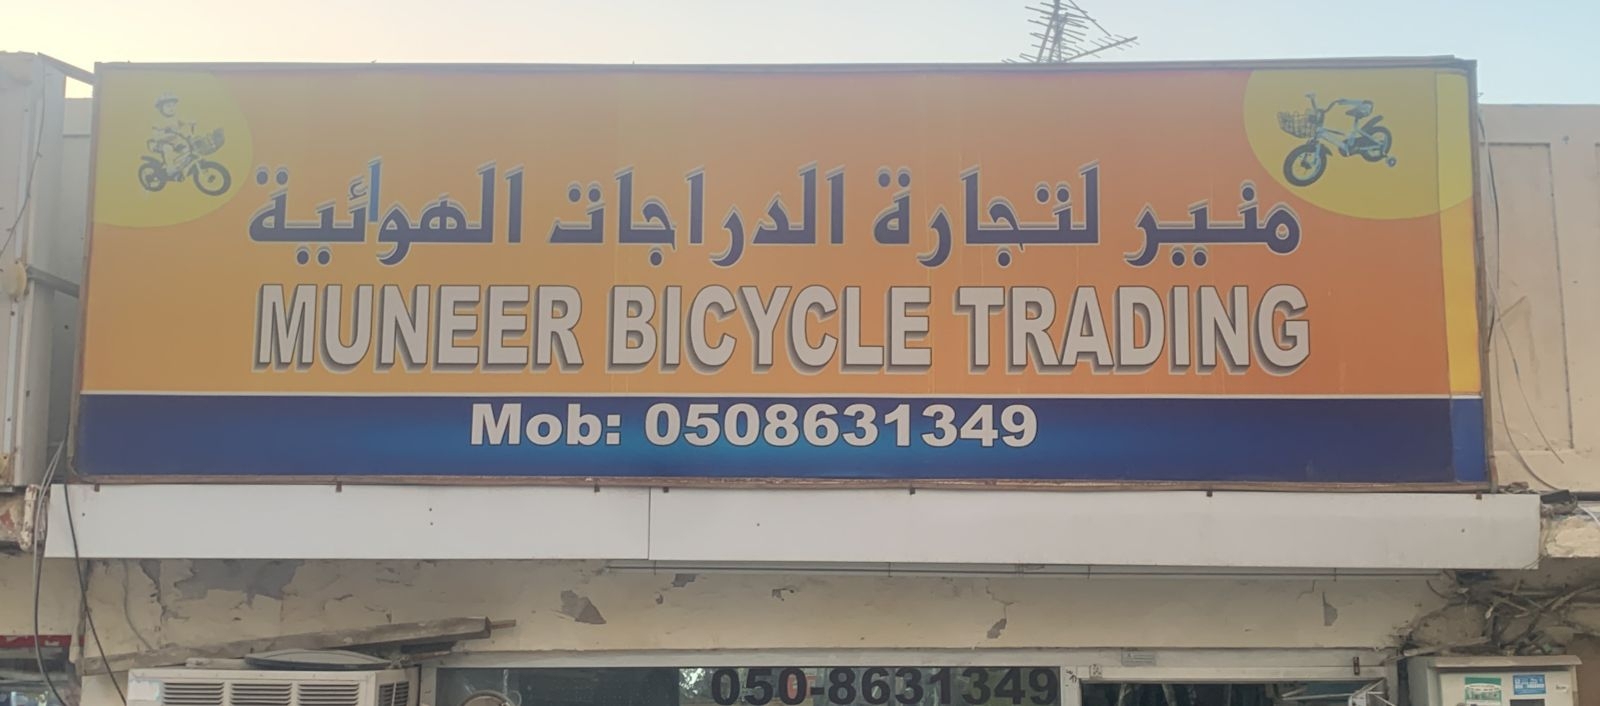 منير لتجارة الدراجات الهوائية
MUNEER BICYCLE TRADING
Mob: 0508631349
050-8631349